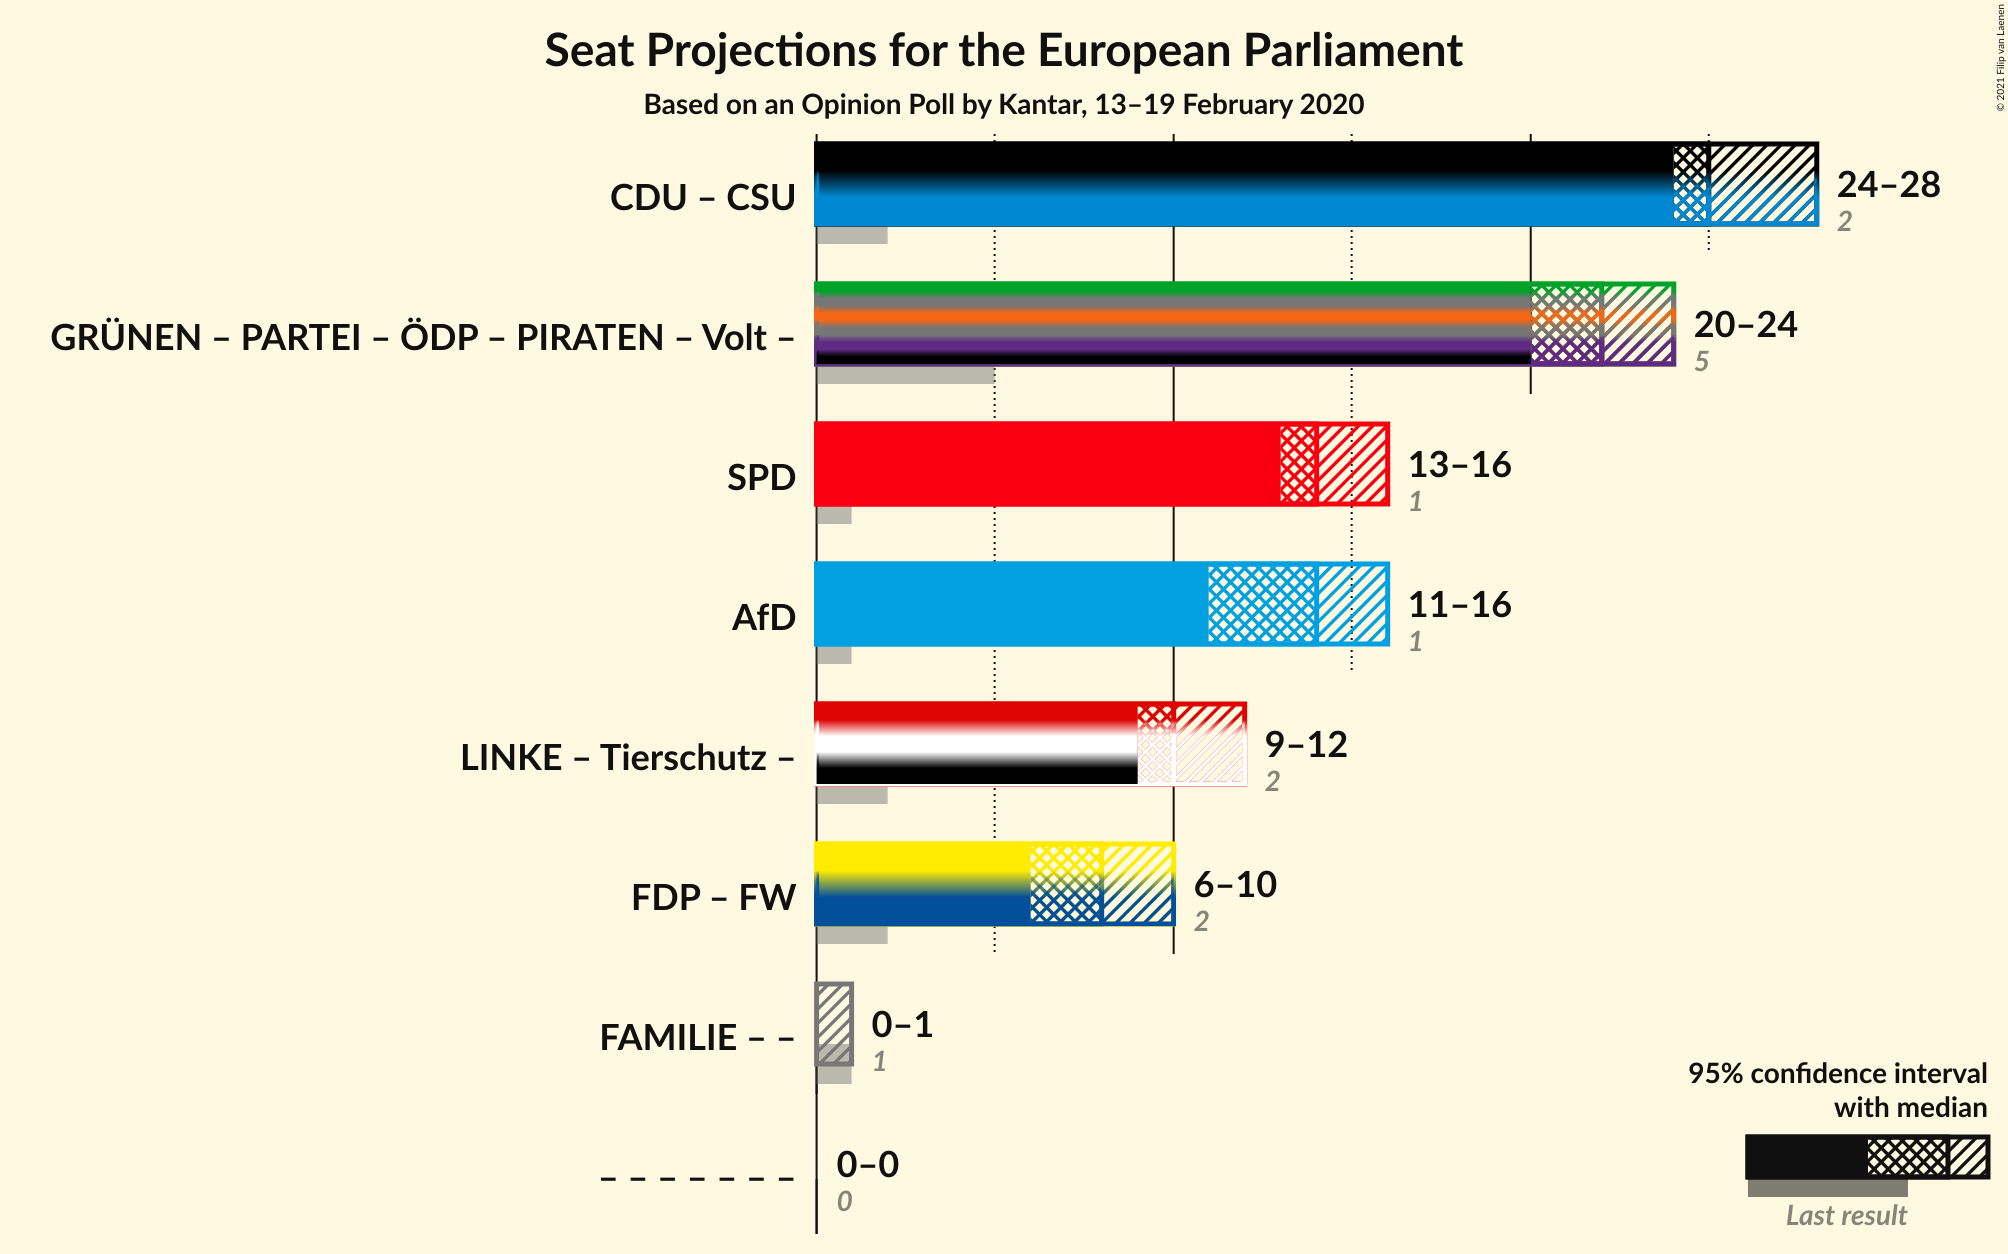 Seat Projections for the European Parliament
Based on an Opinion Poll by Kantar, 13–19 February 2020
© 2021 Filip van Laenen
CDU – CSU
24–28
2
GRÜNEN – PARTEI – ÖDP – PIRATEN – Volt –
20–24
5
SPD
13–16
1
AfD
11–16
1
LINKE – Tierschutz –
9–12
2
FDP – FW
6–10
2
FAMILIE – –
0–1
1
– – – – – – –
0–0
0
95% confidence interval
with median
Last result